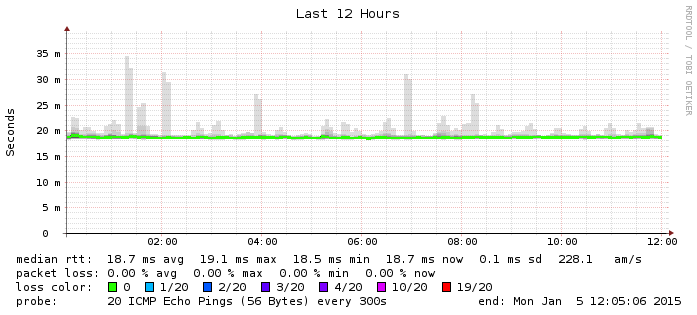 Last 12 Hours
RRDTOOL / TOBI OETIKER
Seconds
35 m
30 m
25 m
20 m
15 m
10 m
5 m
0
02:00 04:00 06:00 08:00 10:00 12:00
median rtt: 18.7 ms avg 19.1 ms max 18.5 ms min 18.7 ms now 0.1 ms sd 228.1 am/s
packet loss: 0.00 % avg 0.00 % max 0.00 % min 0.00 % now
loss color: 0 1/20 2/20 3/20 4/20 10/20 19/20
probe: 20 ICMP Echo Pings (56 Bytes) every 300s end: Mon Jan 5 12:05:06 2015